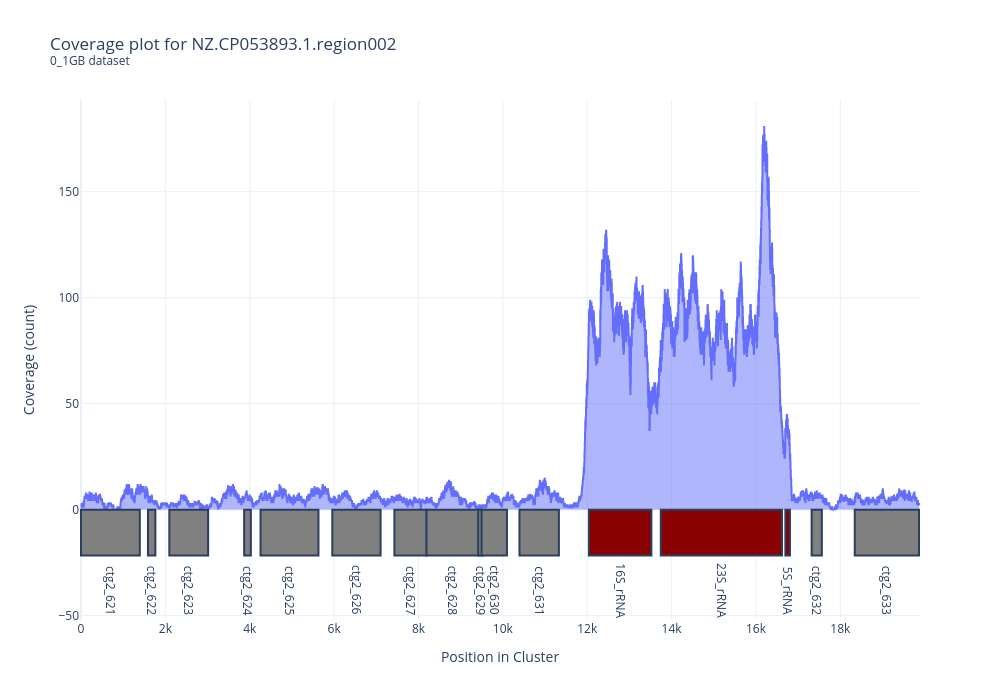 Coverage plot for NZ.CP053893.1.region002
0_1GB dataset
Coverage (count)
150
100
50
0
−50
ctg2_621
ctg2_622
ctg2_623
ctg2_624
ctg2_625
ctg2_626
ctg2_627
ctg2_628
ctg2_629
ctg2_630
ctg2_631
16S_rRNA
23S_rRNA
5S_rRNA
ctg2_632
ctg2_633
0 2k 4k 6k 8k 10k 12k 14k 16k 18k
Position in Cluster